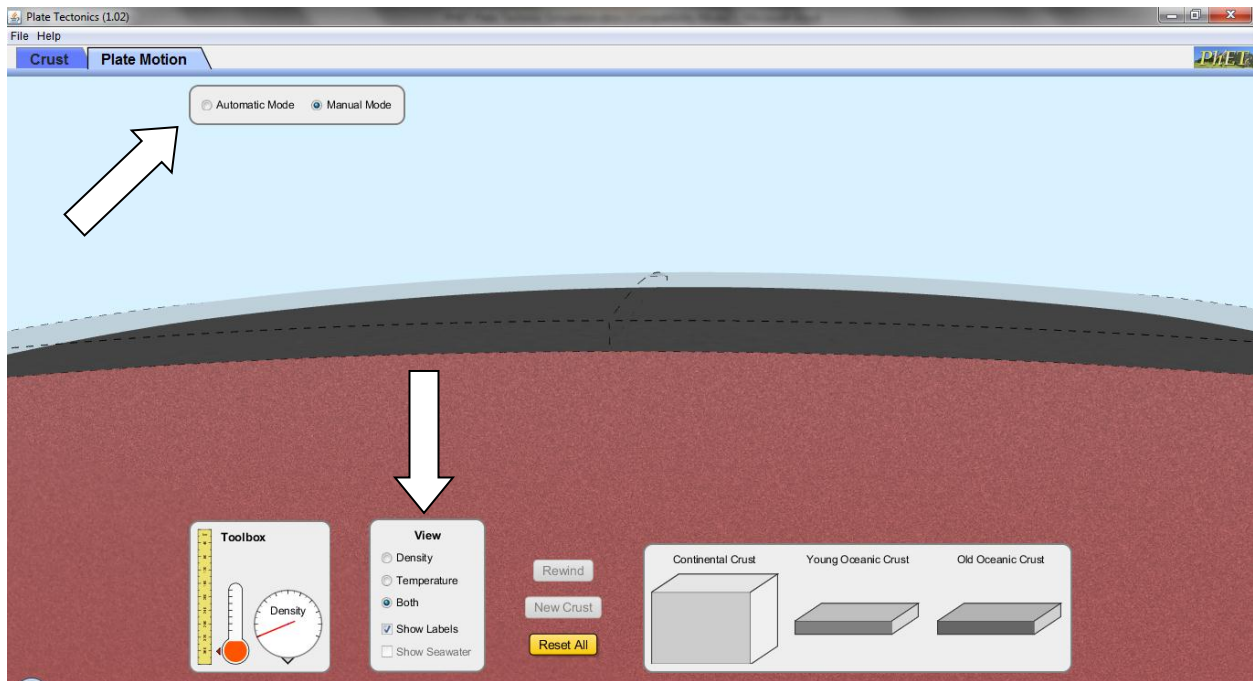 Plate Tectonics (1.02)
File Help
Crust Plate Motion
PhET
Automatic Mode Manual Mode
Toolbox
Density
View
Density
Temperature
Both
Show Labels
Show Seawater
Rewind
New Crust
Reset All
Continental Crust Young Oceanic Crust Old Oceanic Crust